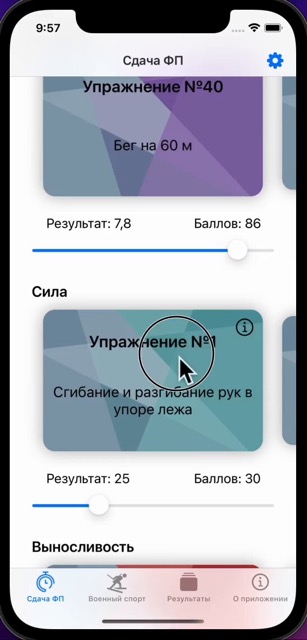 9:57
Сдача ФП
Упражнение №40
Бег на 60 м
Результат: 7,8 Баллов: 86
Сила
Упражнение №1
Сгибание и разгибание рук в
упоре лежа
Результат: 25 Баллов: 30
Выносливость
Сдача ФП Военный спорт Результаты О приложении